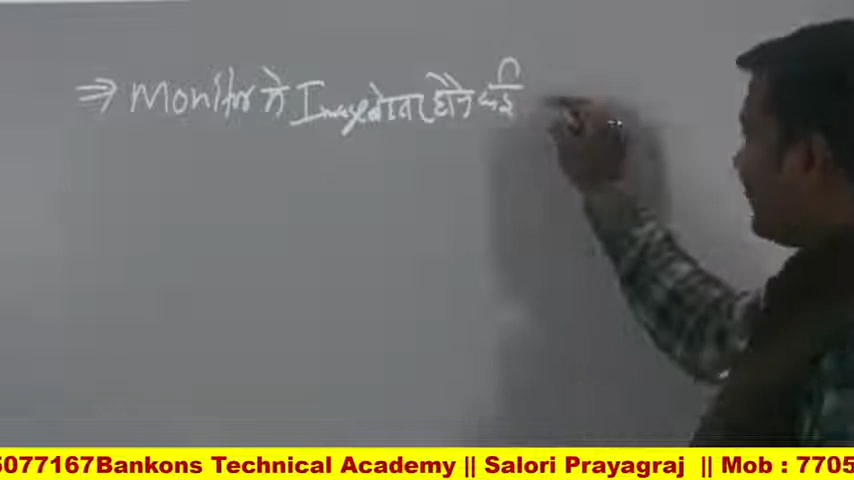 ⇒ Monitor में Image तैयार होने की
5077167Bankons Technical Academy || Salori Prayagraj || Mob : 7705